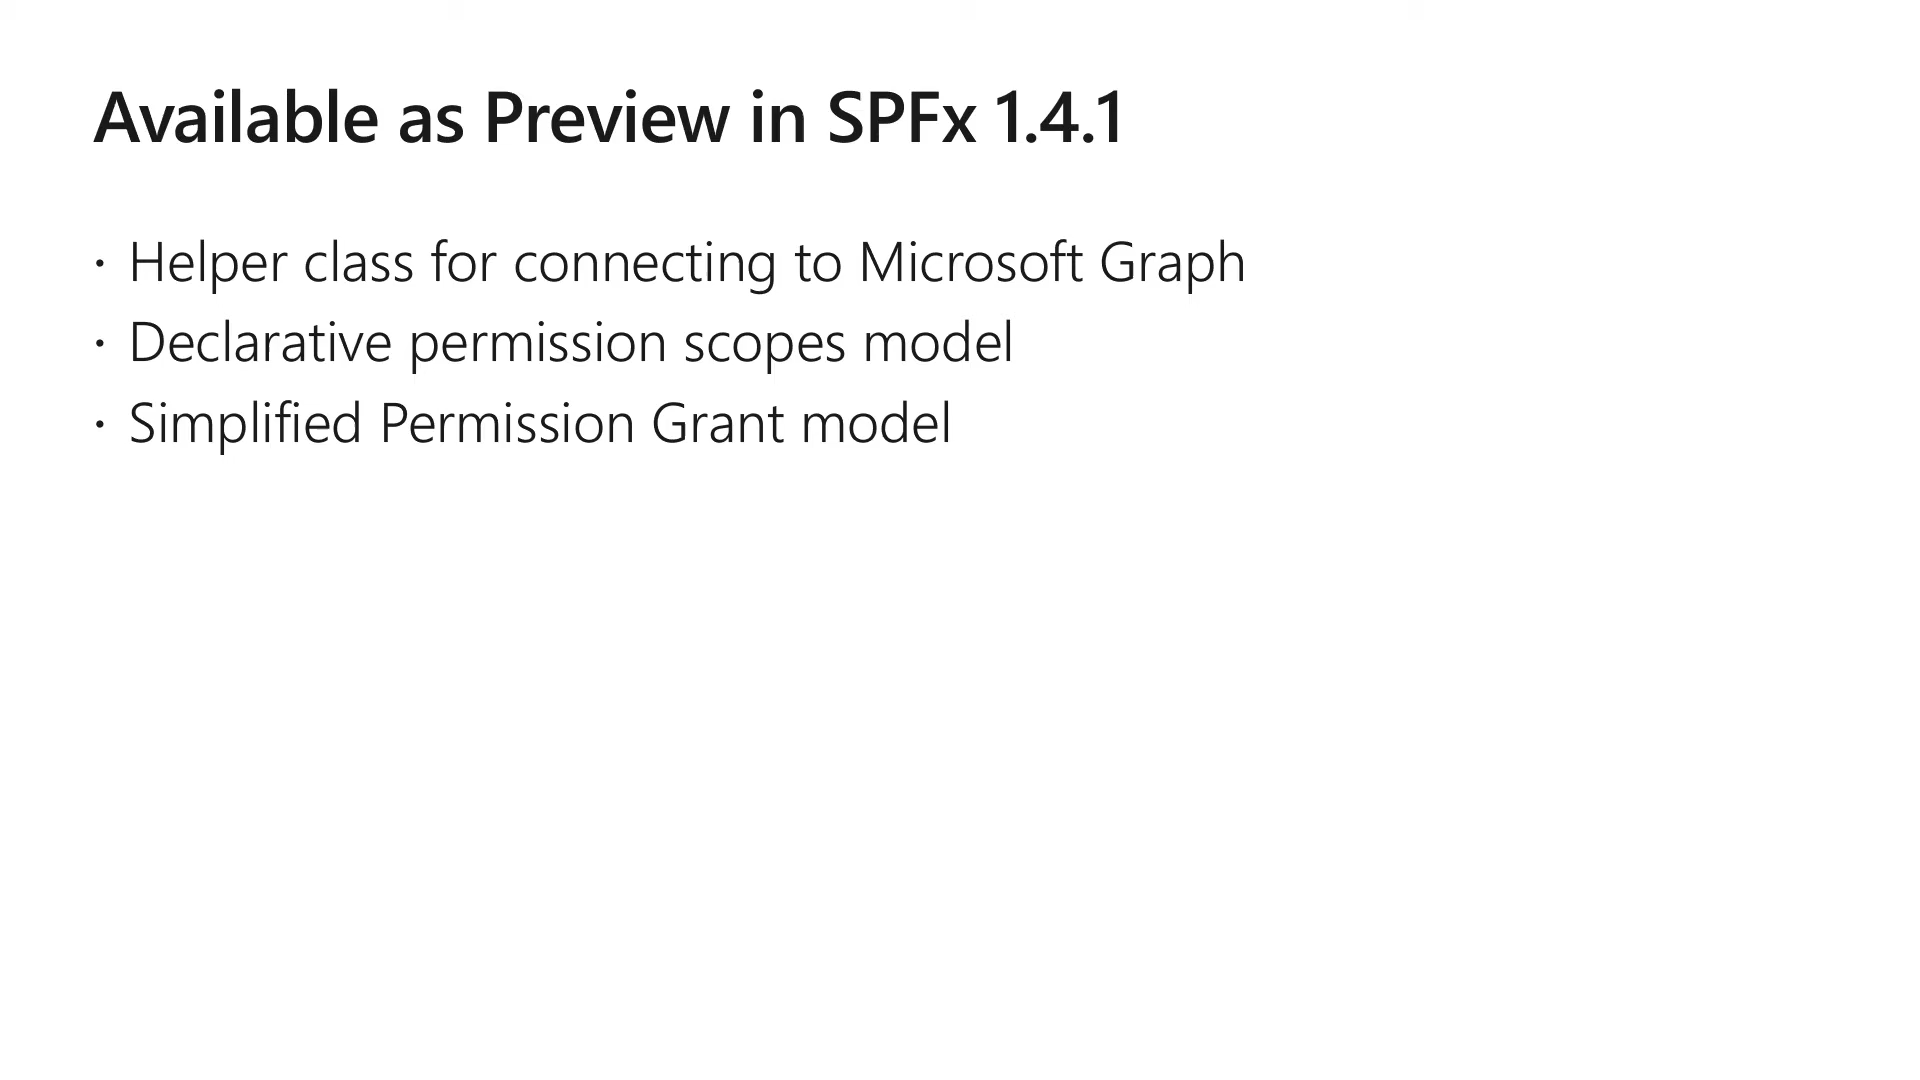 Available as Preview in SPFx 1.4.1
· Helper class for connecting to Microsoft Graph
· Declarative permission scopes model
· Simplified Permission Grant model